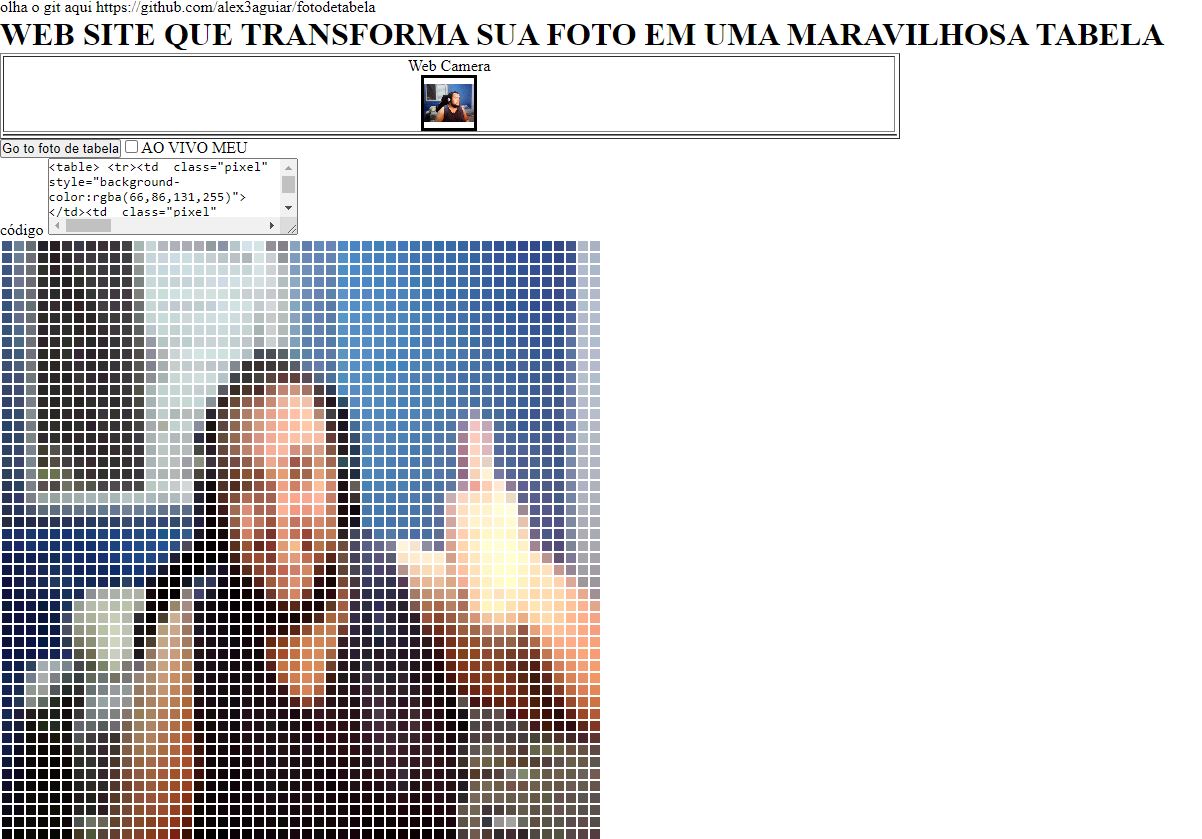 olha o git aqui https://github.com/alex3aguiar/fotodetabela
WEB SITE QUE TRANSFORMA SUA FOTO EM UMA MARAVILHOSA TABELA
Web Camera
Go to foto de tabela AO VIVO MEU
<table> <tr><td  class="pixel"
style="background-
color:rgba(66,86,131,255)">
</td><td  class="pixel"
código